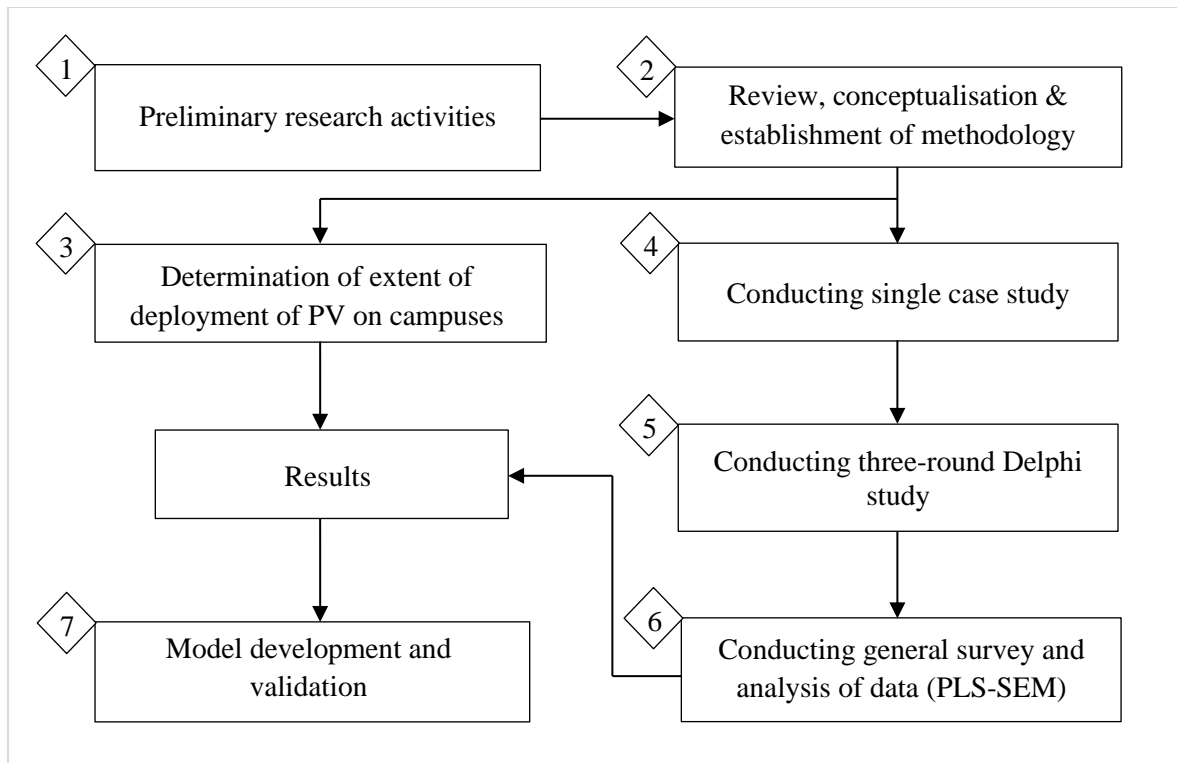 1
Preliminary research activities
2
Review, conceptualisation &
establishment of methodology
3
Determination of extent of
deployment of PV on campuses
4
Conducting single case study
Results
5
Conducting three-round Delphi
study
7
Model development and
validation
6
Conducting general survey and
analysis of data (PLS-SEM)